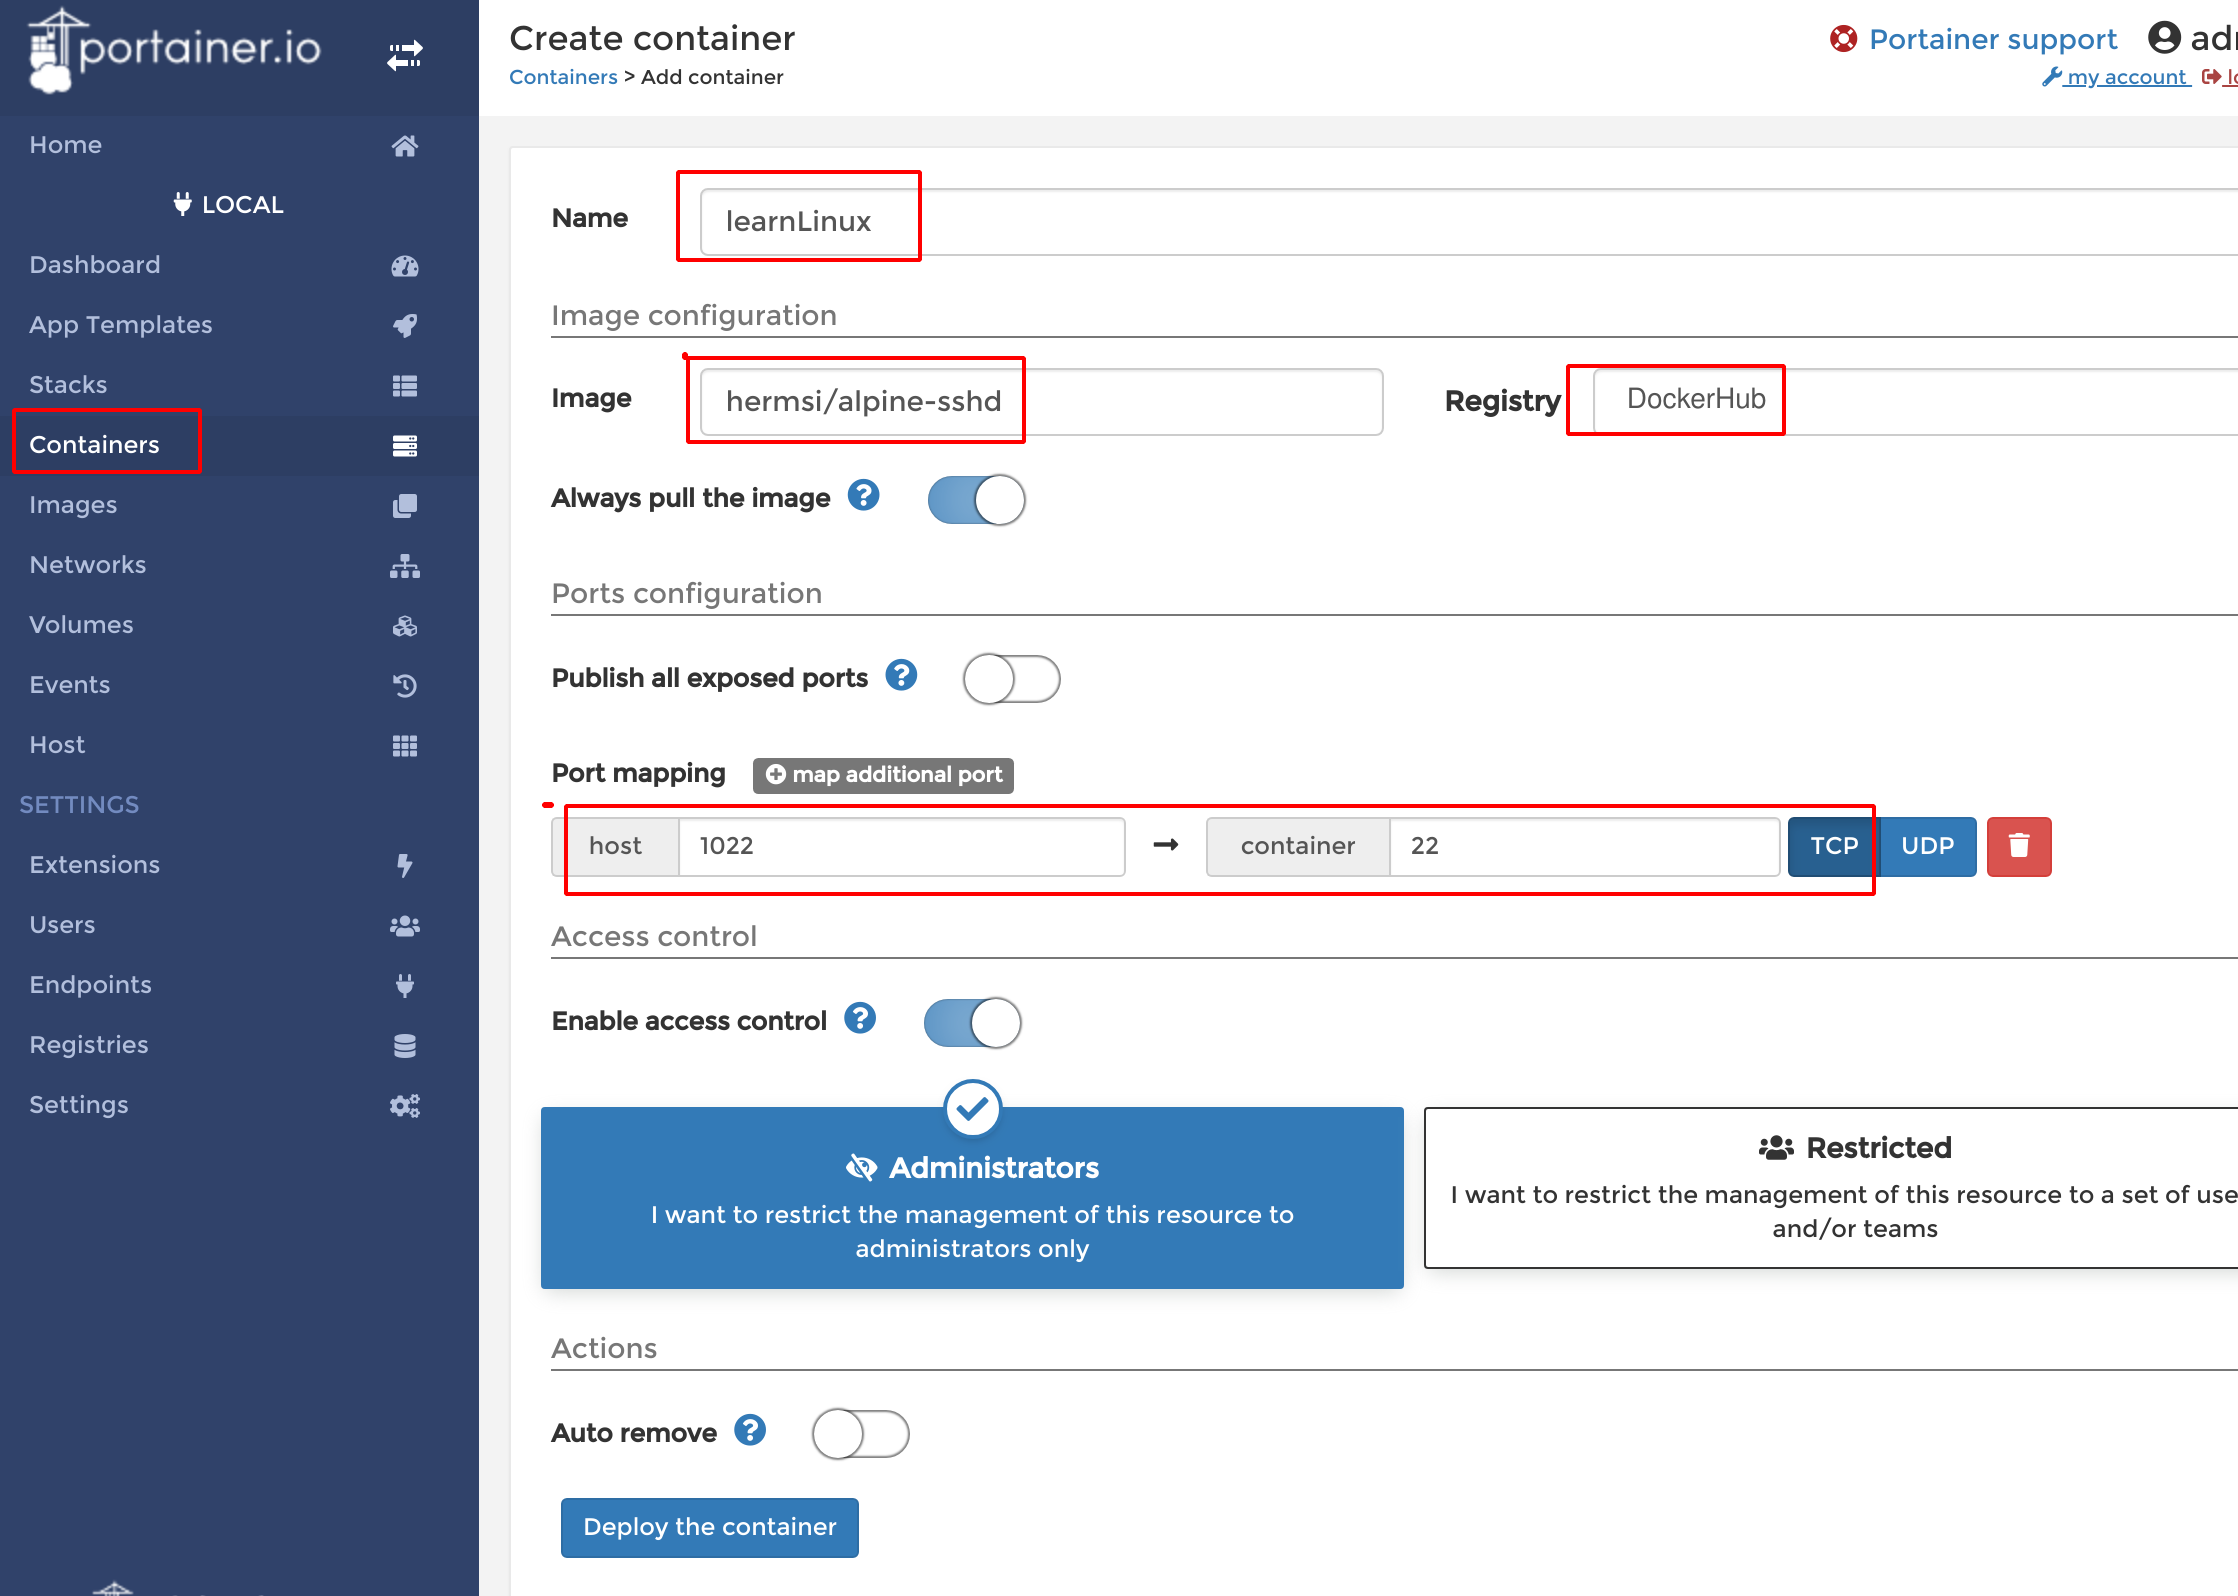 portainer.io
Home
LOCAL
Dashboard
App Templates
Stacks
Containers
Images
Networks
Volumes
Events
Host
SETTINGS
Extensions
Users
Endpoints
Registries
Settings
Create container
Containers > Add container
Portainer support
my account
Name learnLinux
Image configuration
Image hermsi/alpine-sshd Registry DockerHub
Always pull the image
Ports configuration
Publish all exposed ports
Port mapping map additional port
host 1022 → container 22 TCP UDP
Access control
Enable access control
Administrators
I want to restrict the management of this resource to
administrators only
Restricted
I want to restrict the management of this resource to a set of use
and/or teams
Actions
Auto remove
Deploy the container